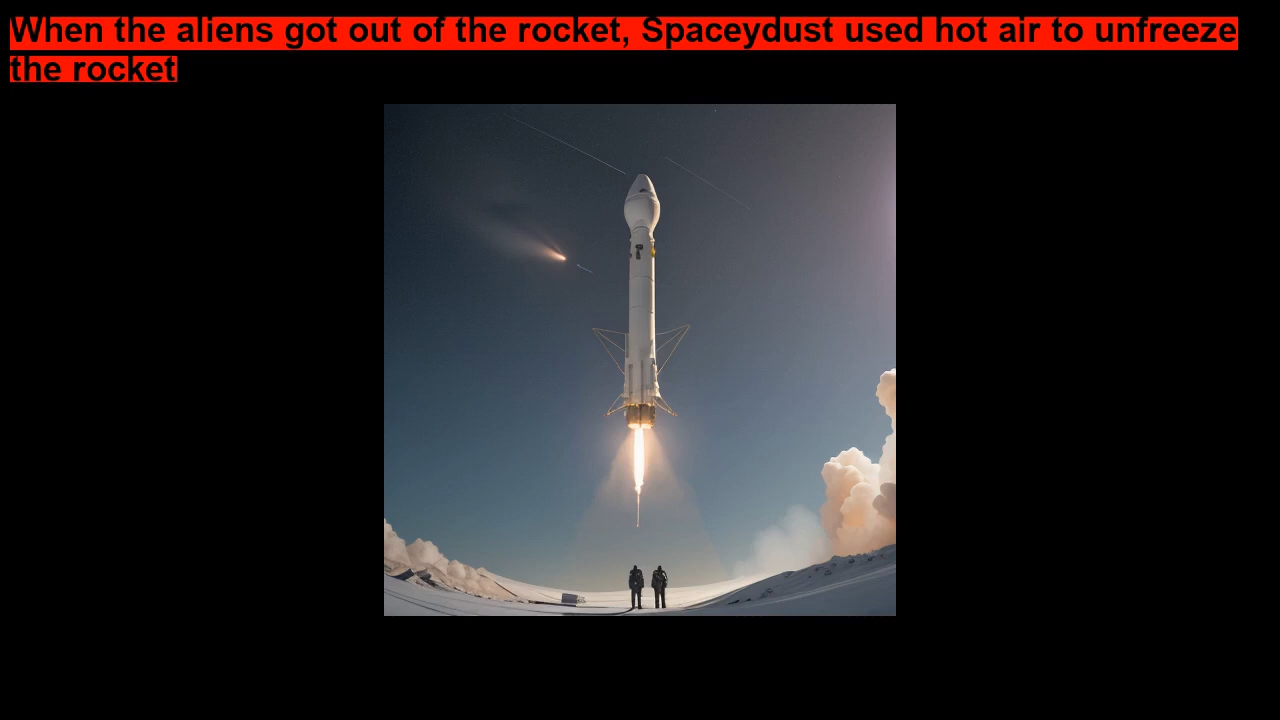 When the aliens got out of the rocket, Spaceydust used hot air to unfreeze
the rocket